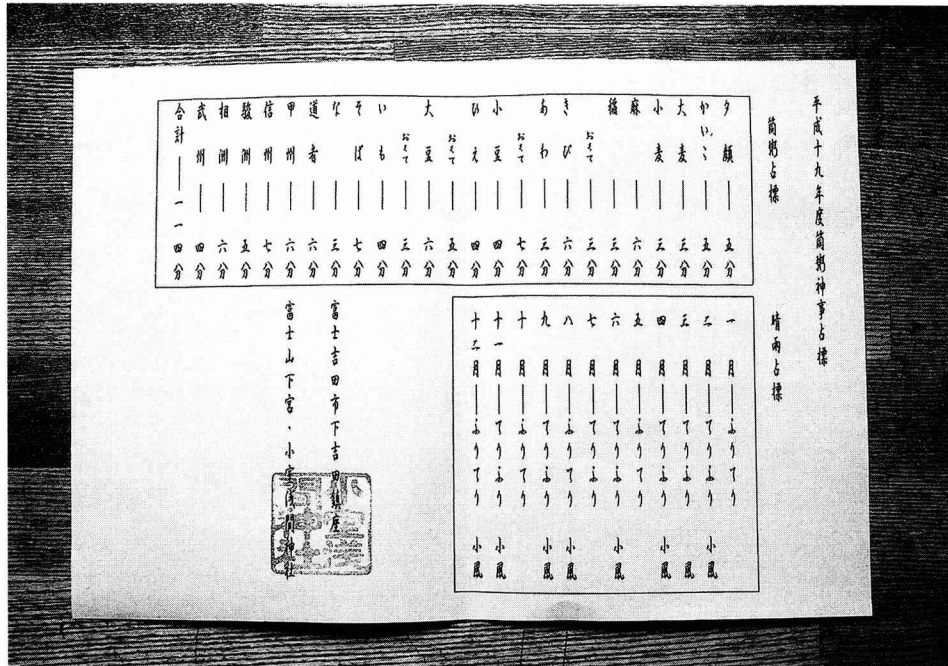 平成十九年度筒粥神事占標
筒粥占標
夕顔――五分
かいこ――五分
大麦――三分
小麦――三分
麻――六分
稲――三分
おくて――三分
きび――六分
あわ――三分
おくて――七分
小豆――四分
ひえ――四分
おくて――五分
大豆――六分
おくて――三分
いも――四分
そば――七分
な――三分
道者――六分
甲州――六分
信州――七分
駿州――五分
相州――六分
武州――四分
合計――一一四分
晴雨占標
一月――ふりてり
二月――てりふり 小風
三月――てりふり 小風
四月――てりふり 小風
五月――ふりてり
六月――てりふり 小風
七月――てりふり
八月――ふりてり 小風
九月――てりふり 小風
十月――ふりてり
十一月――てりふり 小風
十二月――ふりてり 小風
富士吉田市下吉田鎮座
富士山下宮・小室浅間神社